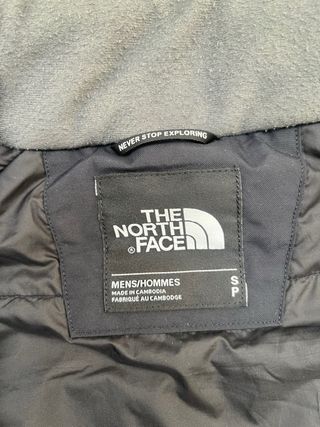 NEVER STOP EXPLORING
THE
NORTH
FACE
®
MENS/HOMMES
MADE IN CAMBODIA
FABRIQUÉ AU CAMBODGE
S
P